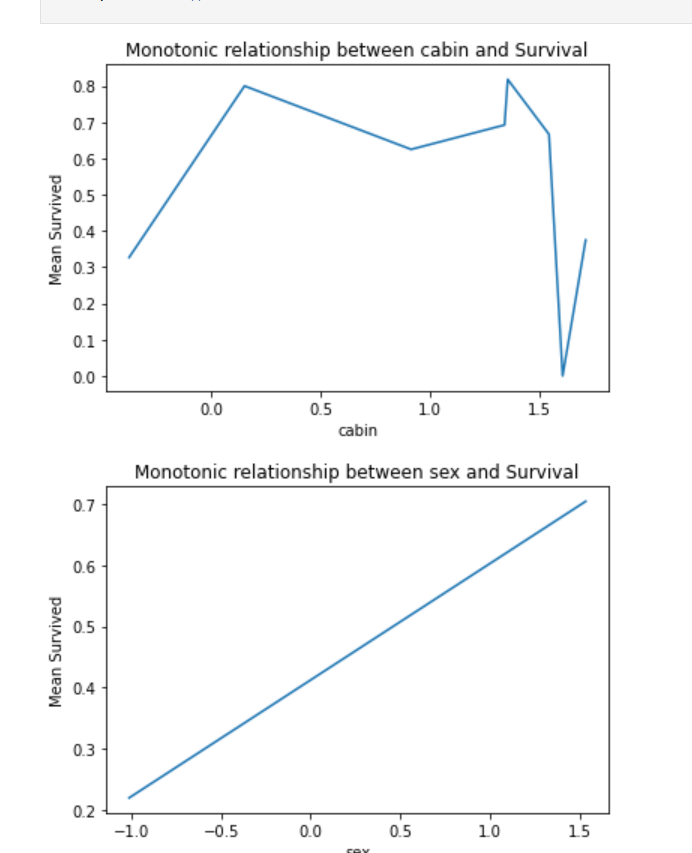 Monotonic relationship between cabin and Survival
0.8
0.7
0.6
0.5
0.4
0.3
0.2
0.1
0.0
Mean Survived
0.0 0.5 1.0 1.5
cabin
Monotonic relationship between sex and Survival
0.7
0.6
0.5
0.4
0.3
0.2
Mean Survived
−1.0 −0.5 0.0 0.5 1.0 1.5
sex